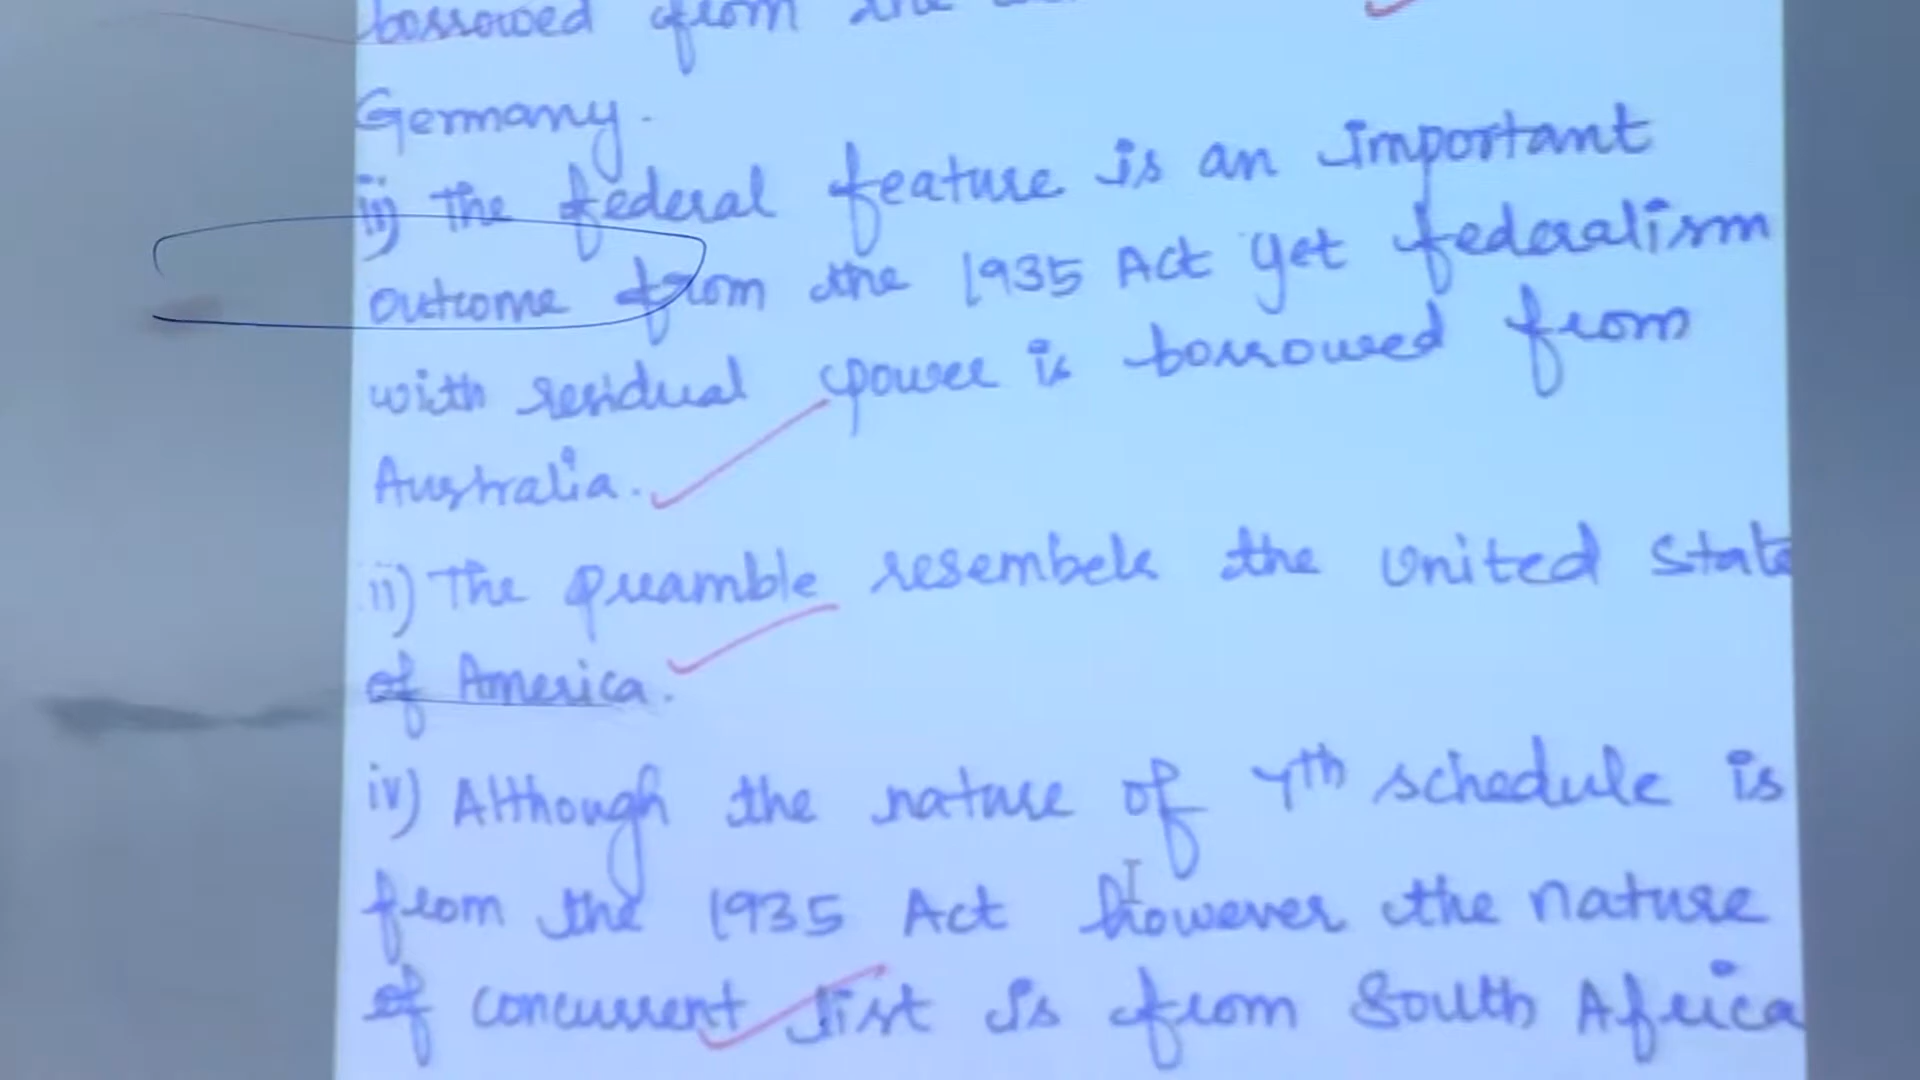 borrowed from the
Germany.
ii) The federal feature is an important
outcome from the 1935 Act yet federalism
with residual power is borrowed from
Australia.
ii) The preamble resembels the United State
of America.
iv) Although the nature of 7th schedule is
from the 1935 Act however the nature
of concurrent list is from South Africa